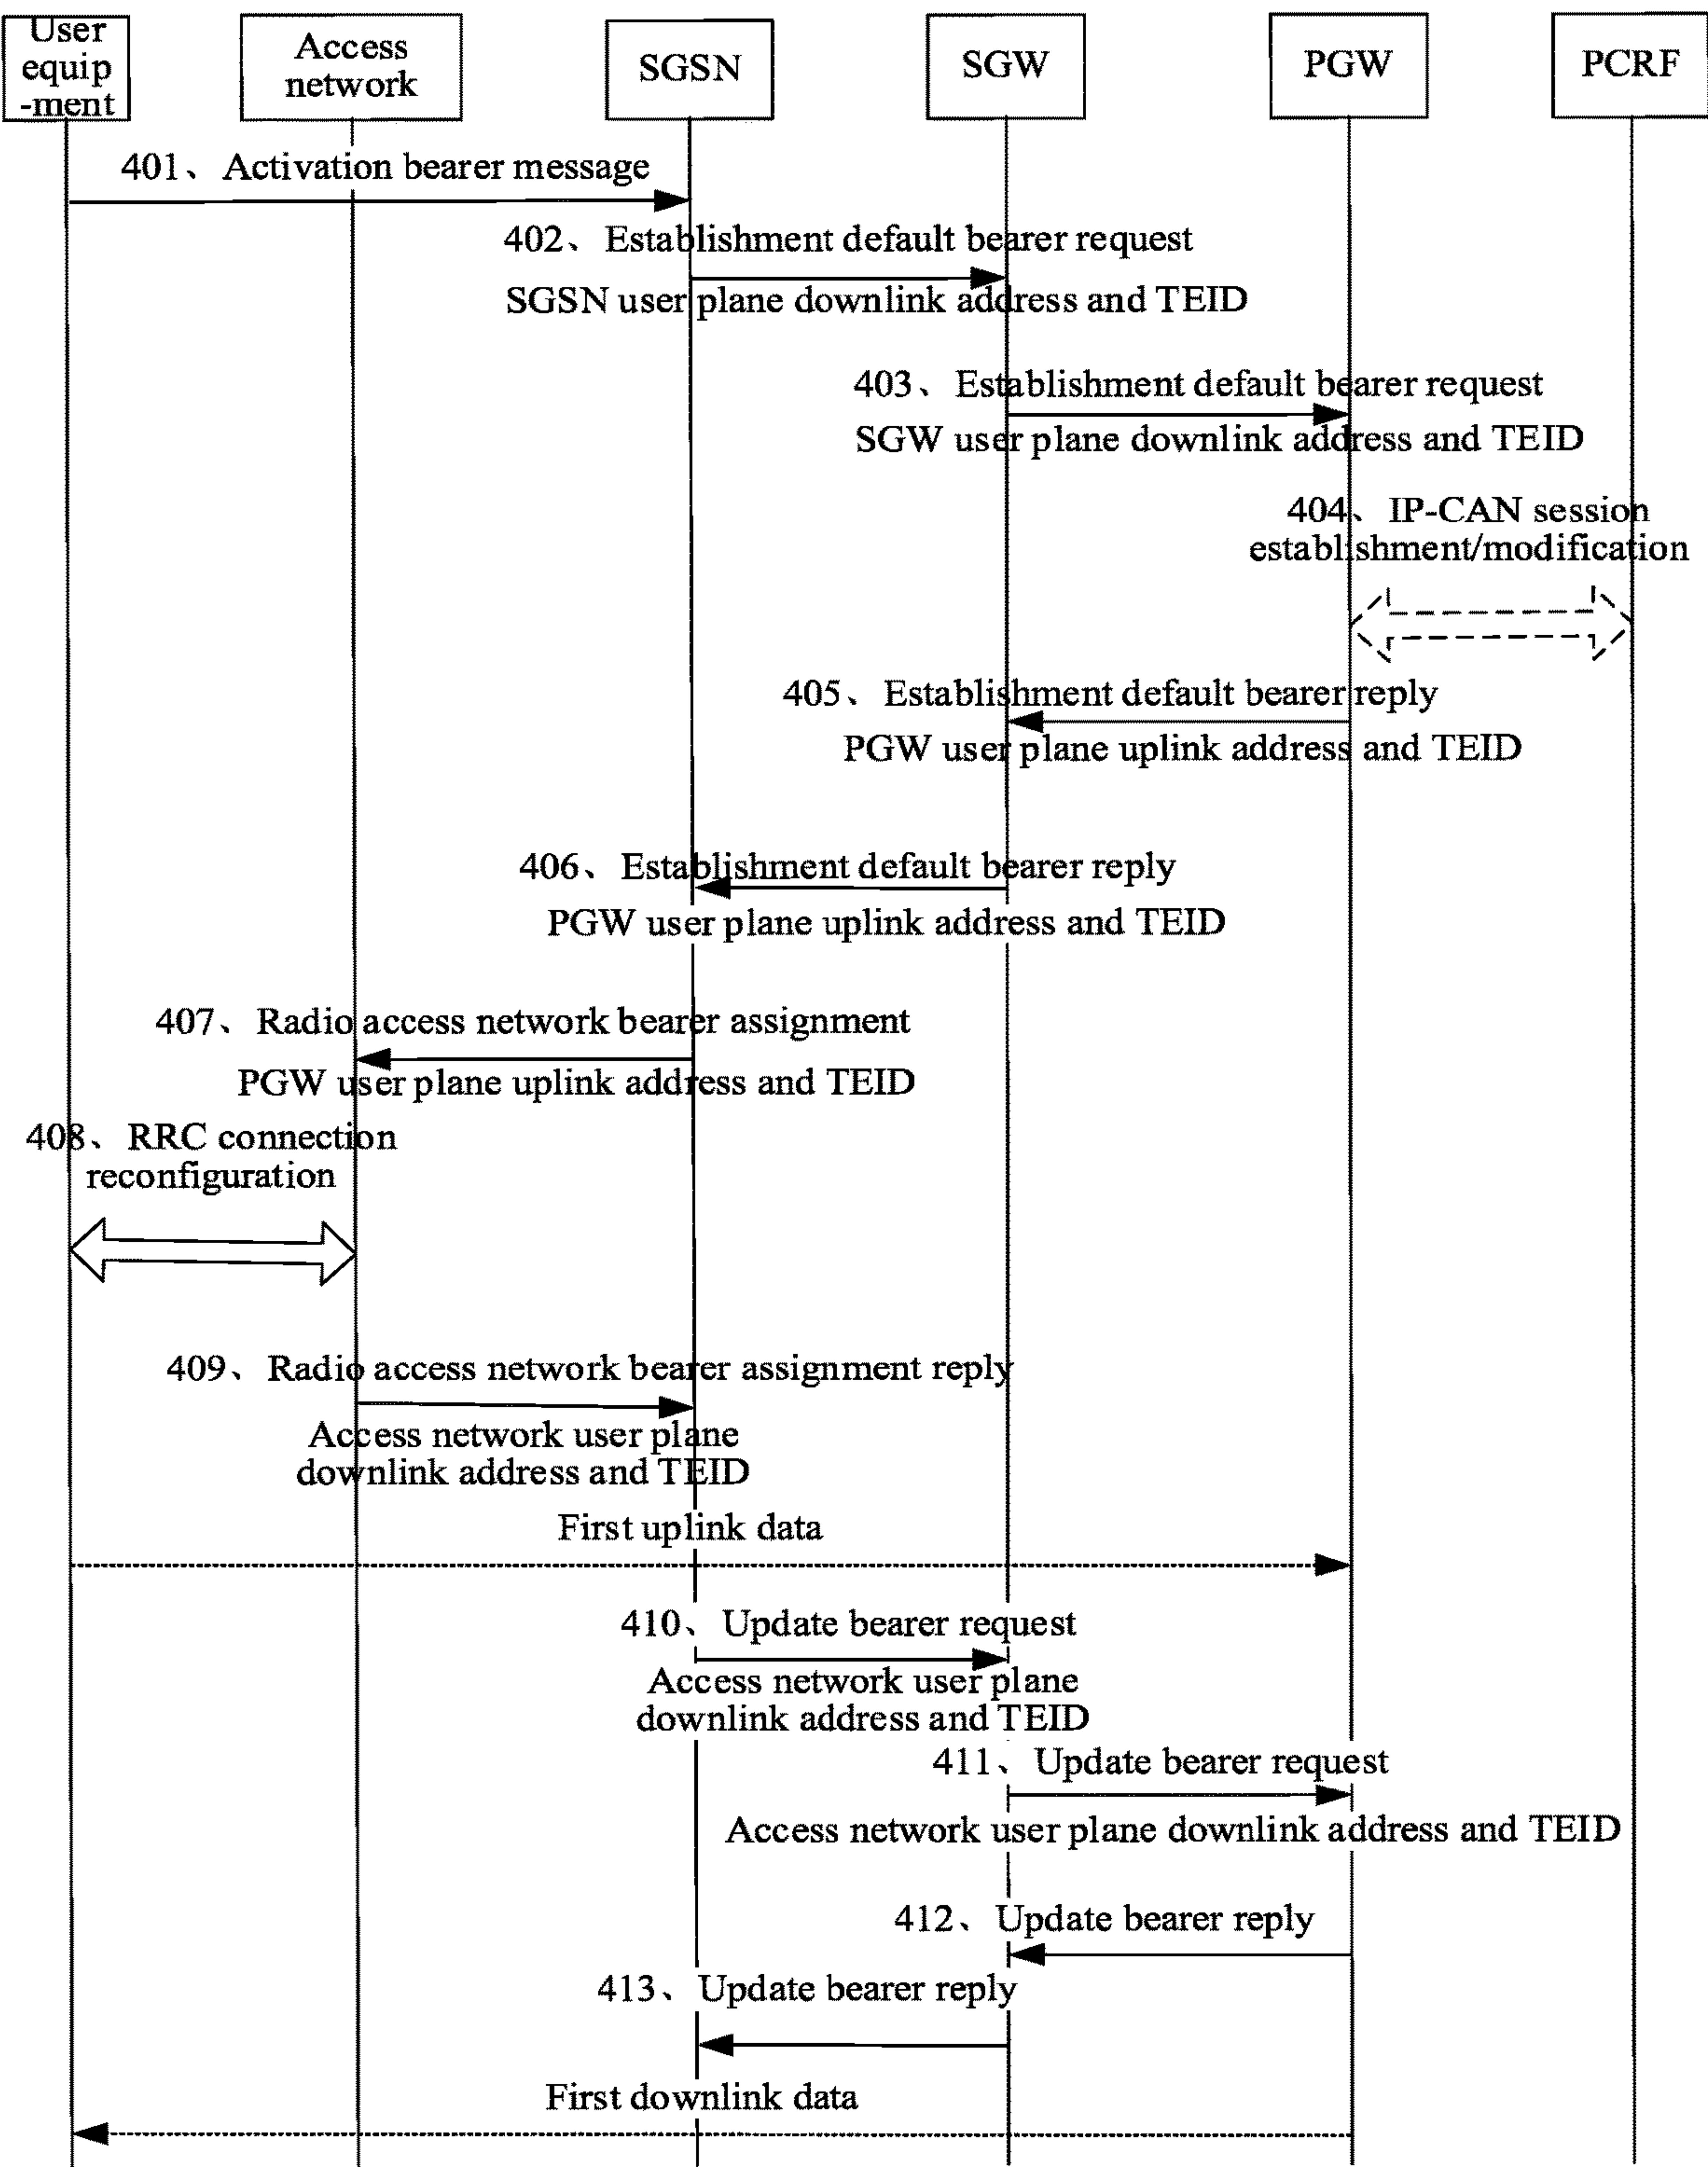 User
equip
-ment
Access
network
SGSN
SGW
PGW
PCRF
401、Activation bearer message
402、Establishment default bearer request
SGSN user plane downlink address and TEID
403、Establishment default bearer request
SGW user plane downlink address and TEID
404、IP-CAN session
establishment/modification
405、Establishment default bearer reply
PGW user plane uplink address and TEID
406、Establishment default bearer reply
PGW user plane uplink address and TEID
407、Radio access network bearer assignment
PGW user plane uplink address and TEID
408、RRC connection
reconfiguration
409、Radio access network bearer assignment reply
Access network user plane
downlink address and TEID
First uplink data
410、Update bearer request
Access network user plane
downlink address and TEID
411、Update bearer request
Access network user plane downlink address and TEID
412、Update bearer reply
413、Update bearer reply
First downlink data